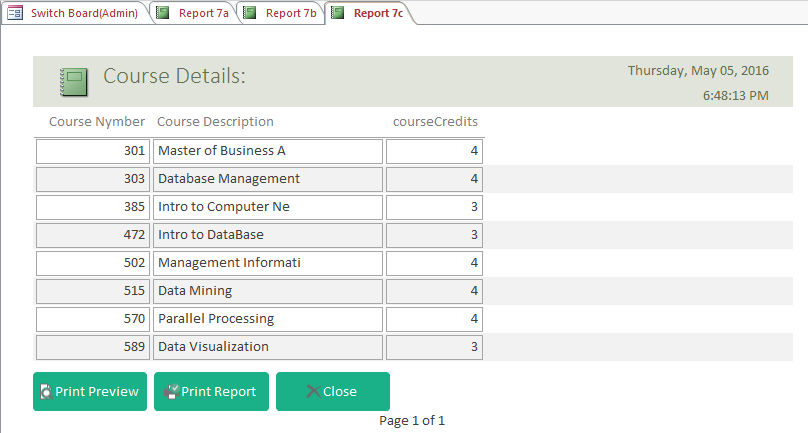 Switch Board(Admin) Report 7a Report 7b Report 7c
Course Details:
Thursday, May 05, 2016
6:48:13 PM
Course Nymber Course Description courseCredits
301 Master of Business A 4
303 Database Management 4
385 Intro to Computer Ne 3
472 Intro to DataBase 3
502 Management Informati 4
515 Data Mining 4
570 Parallel Processing 4
589 Data Visualization 3
Print Preview Print Report Close
Page 1 of 1